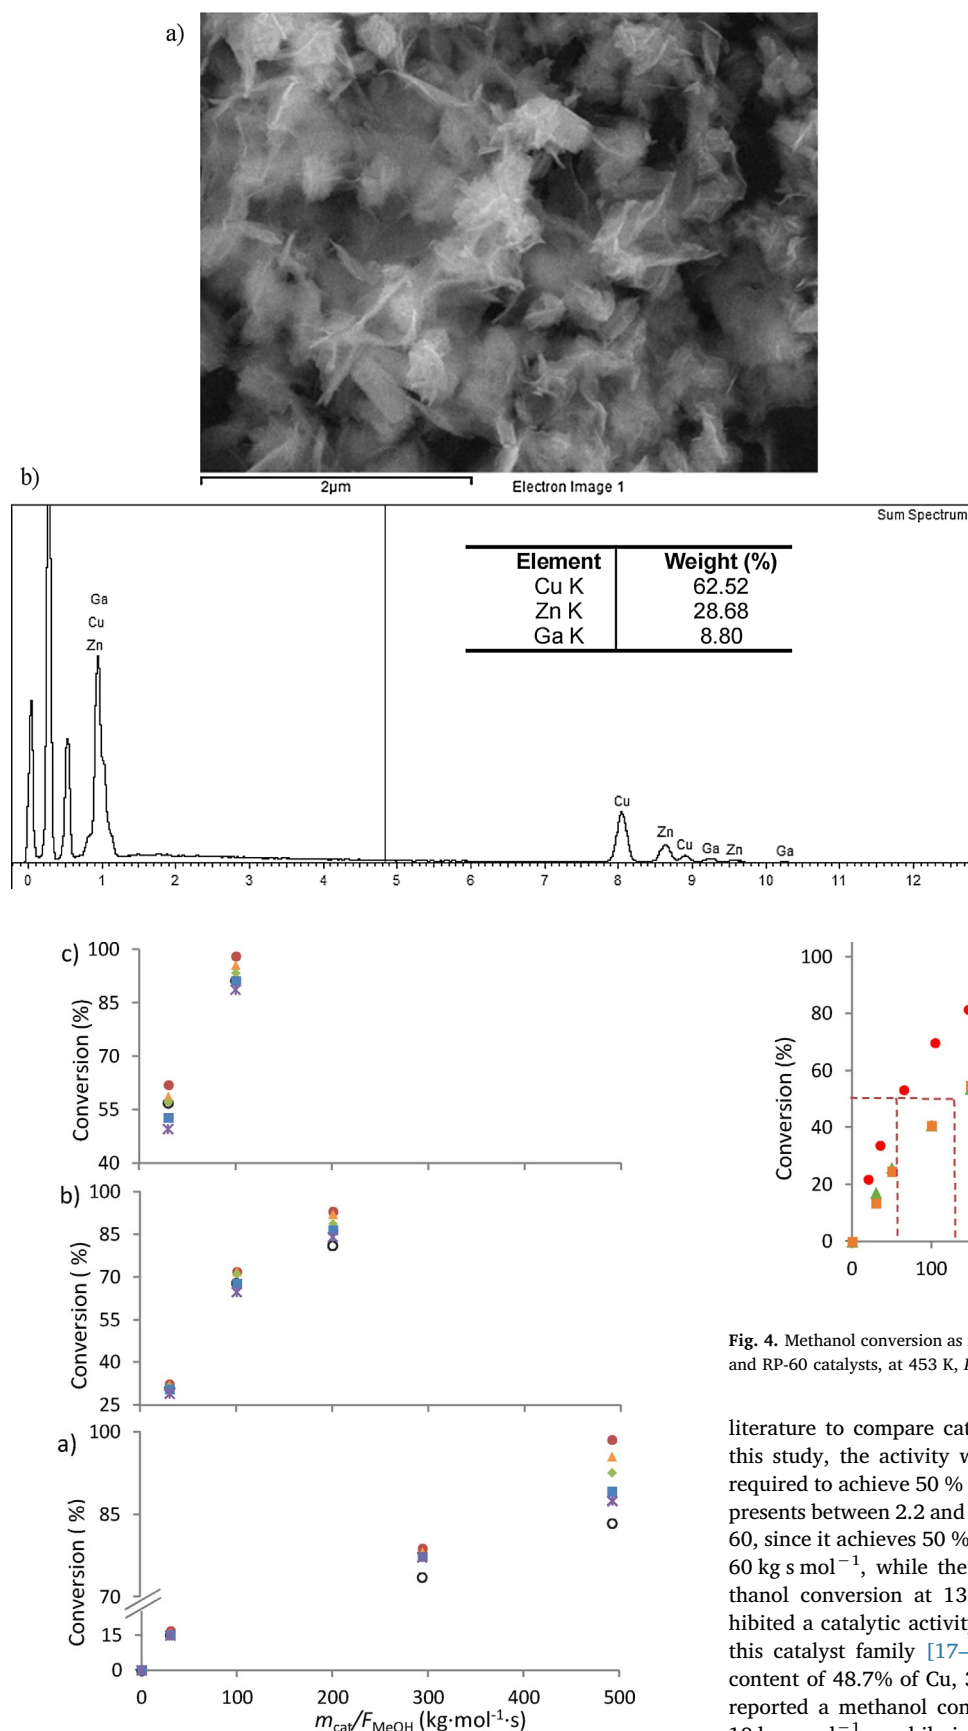 a)
2μm Electron Image 1
b)
Sum Spectrum
Element Weight (%)
Cu K 62.52
Zn K 28.68
Ga K 8.80
Ga
Cu
Zn
Cu
Zn
Cu
Ga
Zn
Ga
0 1 2 3 4 5 6 7 8 9 10 11 12
c)
Conversion (%)
100
85
70
55
40
b)
Conversion ( %)
100
85
70
55
40
25
a)
Conversion ( %)
100
85
70
15
0
0 100 200 300 400 500
m_cat/F_MeOH (kg·mol⁻¹·s)
Conversion (%)
100
80
60
40
20
0
0 100
Fig. 4. Methanol conversion as
and RP-60 catalysts, at 453 K,
literature to compare cat
this study, the activity w
required to achieve 50 %
presents between 2.2 and
60, since it achieves 50 %
60 kg s mol⁻¹, while the
thanol conversion at 13
hibited a catalytic activity
this catalyst family [17–
content of 48.7% of Cu, 3
reported a methanol con